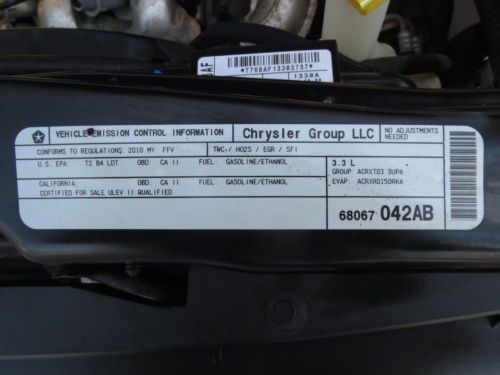 *T766AF13303757*
1330A
VEHICLE EMISSION CONTROL INFORMATION
Chrysler Group LLC
NO ADJUSTMENTS NEEDED
CONFORMS TO REGULATIONS: 2010 MY FFV
TWC+/ HO2S / EGR / SFI
U.S. EPA: T2 B4 LDT OBD: CA II FUEL: GASOLINE/ETHANOL
CALIFORNIA: OBD: CA II FUEL: GASOLINE/ETHANOL
CERTIFIED FOR SALE ULEV II QUALIFIED.
3.3 L
GROUP: ACRXT03.3UPA
EVAP: ACRXR0150RKA
68067 042AB